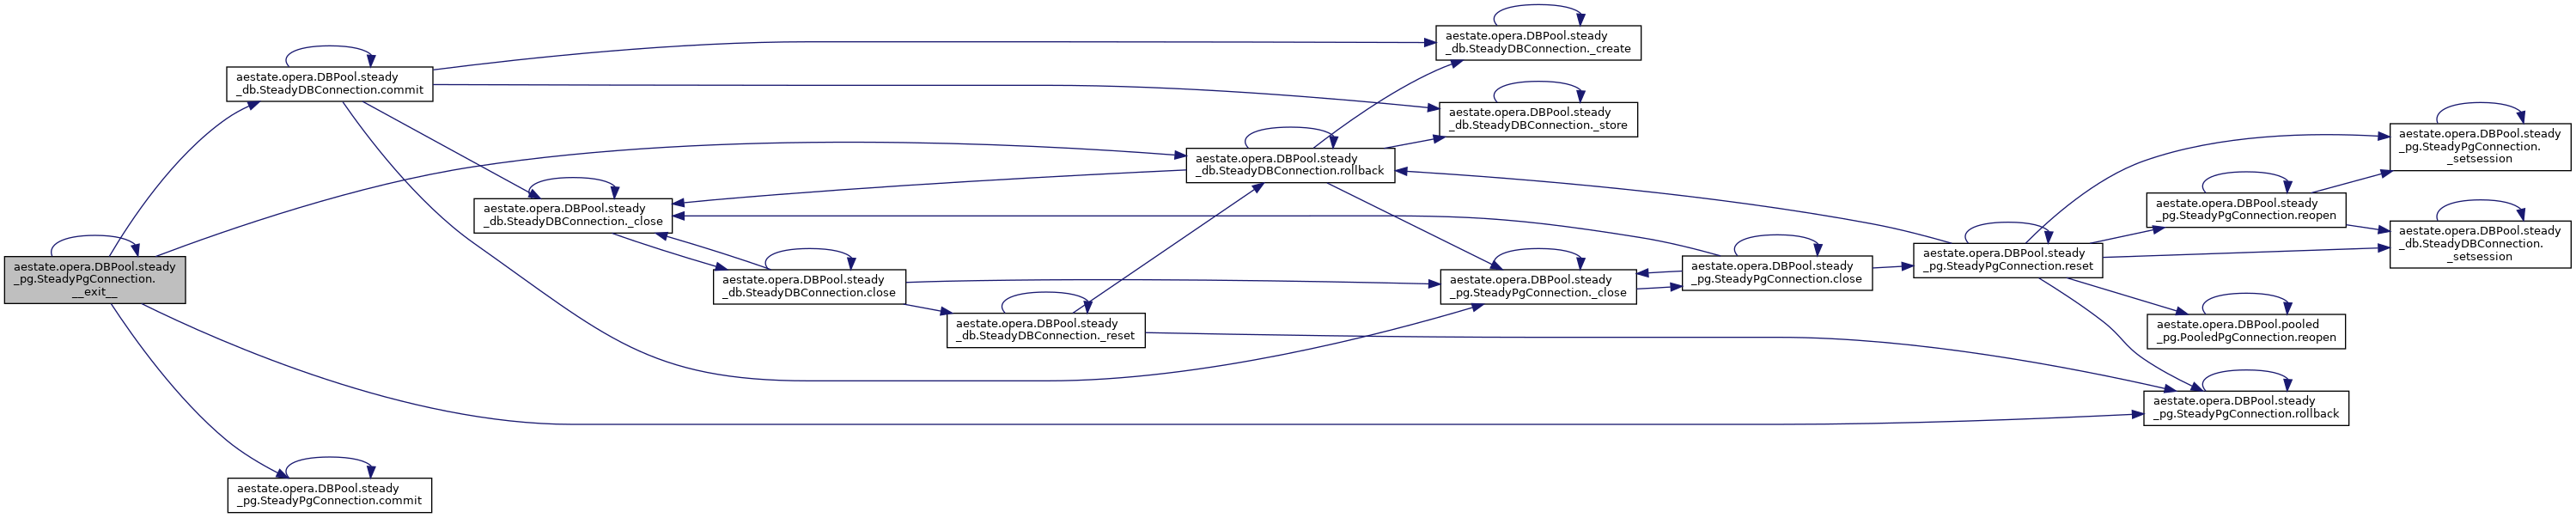 aestate.opera.DBPool.steady
_pg.SteadyPgConnection.
__exit__
aestate.opera.DBPool.steady
_db.SteadyDBConnection.commit
aestate.opera.DBPool.steady
_pg.SteadyPgConnection.commit
aestate.opera.DBPool.steady
_db.SteadyDBConnection._close
aestate.opera.DBPool.steady
_db.SteadyDBConnection.close
aestate.opera.DBPool.steady
_db.SteadyDBConnection._reset
aestate.opera.DBPool.steady
_db.SteadyDBConnection.rollback
aestate.opera.DBPool.steady
_db.SteadyDBConnection._create
aestate.opera.DBPool.steady
_db.SteadyDBConnection._store
aestate.opera.DBPool.steady
_pg.SteadyPgConnection._close
aestate.opera.DBPool.steady
_pg.SteadyPgConnection.close
aestate.opera.DBPool.steady
_pg.SteadyPgConnection.reset
aestate.opera.DBPool.steady
_pg.SteadyPgConnection.reopen
aestate.opera.DBPool.pooled
_pg.PooledPgConnection.reopen
aestate.opera.DBPool.steady
_pg.SteadyPgConnection.rollback
aestate.opera.DBPool.steady
_pg.SteadyPgConnection.
_setsession
aestate.opera.DBPool.steady
_db.SteadyDBConnection.
_setsession